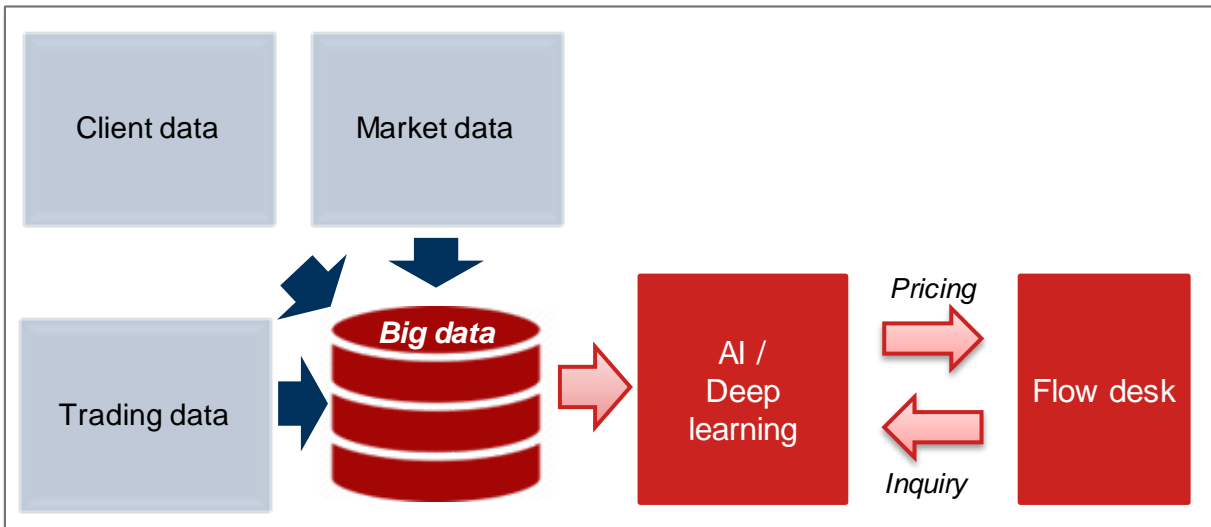 Client data
Market data
Big data
Trading data
AI /
Deep
learning
Pricing
Inquiry
Flow desk